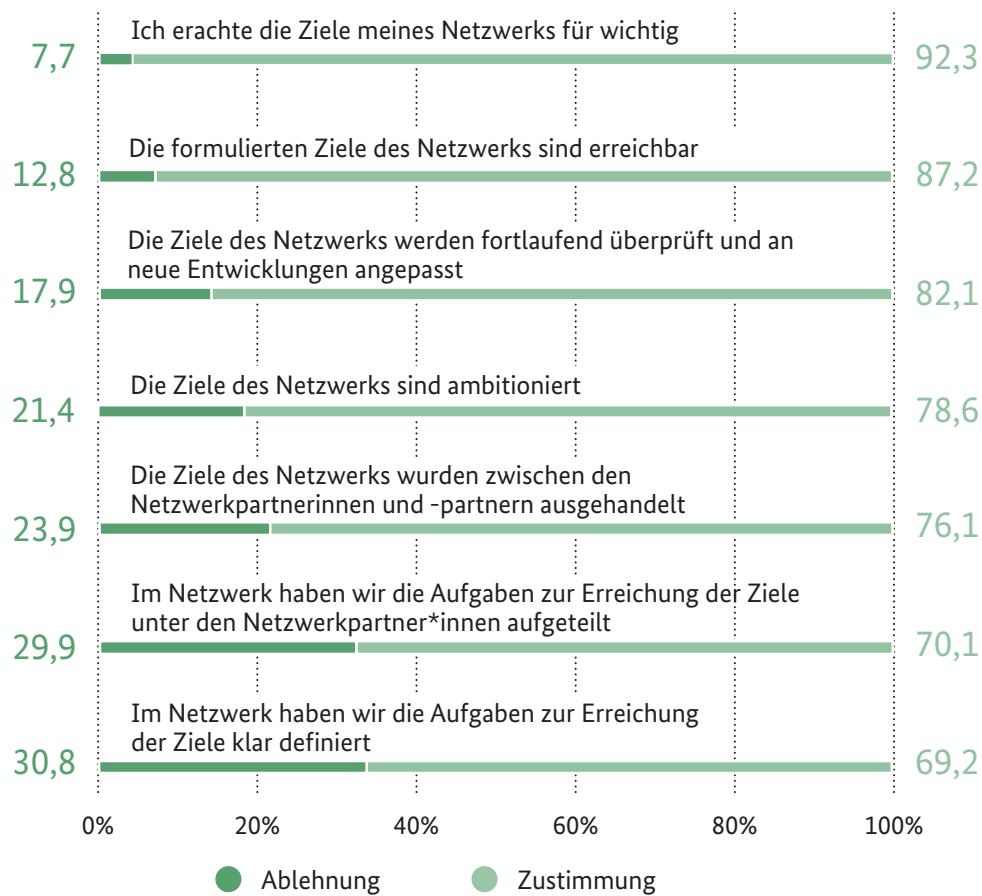 Ich erachte die Ziele meines Netzwerks für wichtig
7,7
92,3
Die formulierten Ziele des Netzwerks sind erreichbar
12,8
87,2
Die Ziele des Netzwerks werden fortlaufend überprüft und an
neue Entwicklungen angepasst
17,9
82,1
Die Ziele des Netzwerks sind ambitioniert
21,4
78,6
Die Ziele des Netzwerks wurden zwischen den
Netzwerkpartnerinnen und -partnern ausgehandelt
23,9
76,1
Im Netzwerk haben wir die Aufgaben zur Erreichung der Ziele
unter den Netzwerkpartner*innen aufgeteilt
29,9
70,1
Im Netzwerk haben wir die Aufgaben zur Erreichung
der Ziele klar definiert
30,8
69,2
0% 20% 40% 60% 80% 100%
Ablehnung Zustimmung